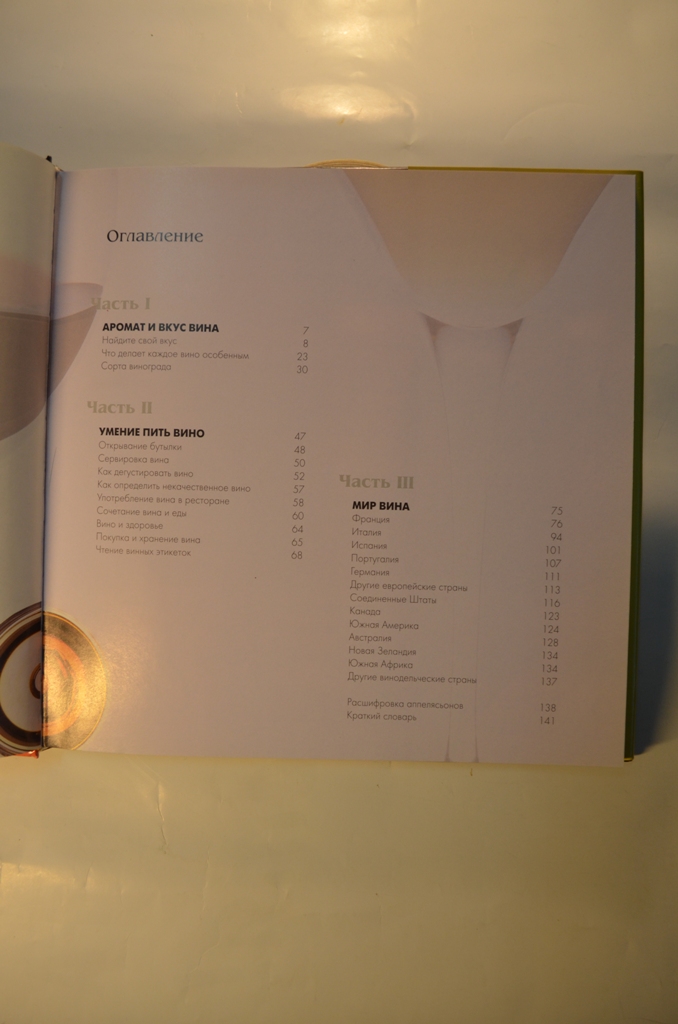 Оглавление
Часть I
АРОМАТ И ВКУС ВИНА 7
Найдите свой вкус 8
Что делает каждое вино особенным 23
Сорта винограда 30
Часть II
УМЕНИЕ ПИТЬ ВИНО 47
Открывание бутылки 48
Сервировка вина 50
Как дегустировать вино 52
Как определить некачественное вино 57
Употребление вина в ресторане 58
Сочетание вина и еды 60
Вино и здоровье 64
Покупка и хранение вина 65
Чтение винных этикеток 68
Часть III
МИР ВИНА 75
Франция 76
Италия 94
Испания 101
Португалия 107
Германия 111
Другие европейские страны 113
Соединенные Штаты 116
Канада 123
Южная Америка 124
Австралия 128
Новая Зеландия 134
Южная Африка 134
Другие винодельческие страны 137
Расшифровка аппелясьонов 138
Краткий словарь 141